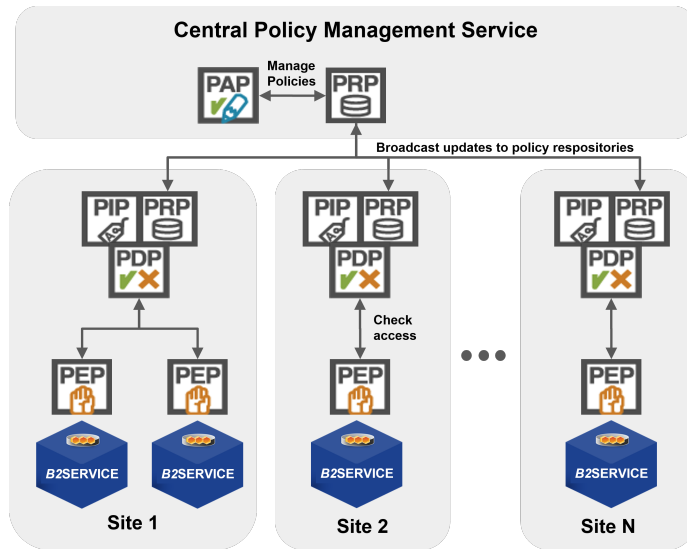 Central Policy Management Service
Manage
Policies
PAP
PRP
Broadcast updates to policy respositories
PIP
PRP
PDP
PEP
PEP
B2SERVICE
B2SERVICE
Site 1
PIP
PRP
PDP
Check
access
PEP
B2SERVICE
Site 2
PIP
PRP
PDP
PEP
B2SERVICE
Site N